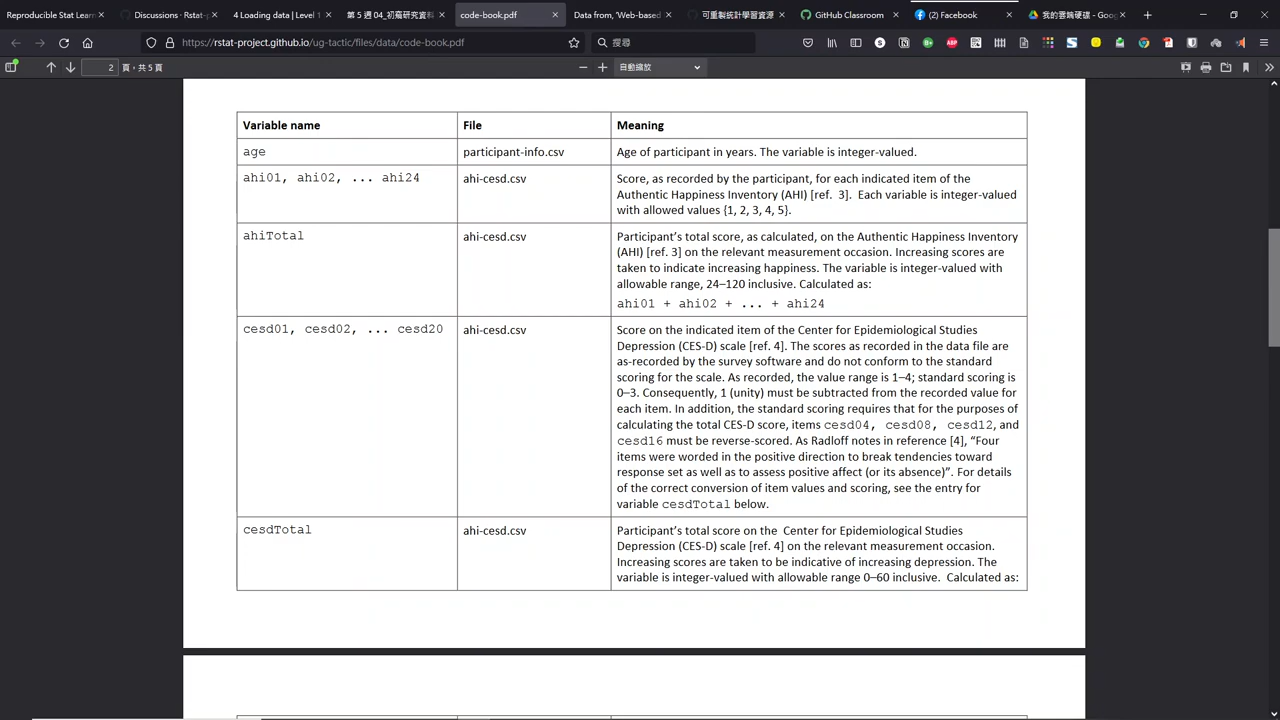 Reproducible Stat Learn
Discussions · Rstat-p
4 Loading data | Level 1
第 5 週 04_初窺研究資料
code-book.pdf
Data from, 'Web-based
可重製統計學習資源
GitHub Classroom
(2) Facebook
我的雲端硬碟 - Goog
https://rstat-project.github.io/ug-tactic/files/data/code-book.pdf
搜尋
2 頁，共 5 頁
自動縮放
Variable name File Meaning
age participant-info.csv Age of participant in years. The variable is integer-valued.
ahi01, ahi02, ... ahi24 ahi-cesd.csv Score, as recorded by the participant, for each indicated item of the
Authentic Happiness Inventory (AHI) [ref. 3]. Each variable is integer-valued
with allowed values {1, 2, 3, 4, 5}.
ahiTotal ahi-cesd.csv Participant's total score, as calculated, on the Authentic Happiness Inventory
(AHI) [ref. 3] on the relevant measurement occasion. Increasing scores are
taken to indicate increasing happiness. The variable is integer-valued with
allowable range, 24–120 inclusive. Calculated as:
ahi01 + ahi02 + ... + ahi24
cesd01, cesd02, ... cesd20 ahi-cesd.csv Score on the indicated item of the Center for Epidemiological Studies
Depression (CES-D) scale [ref. 4]. The scores as recorded in the data file are
as-recorded by the survey software and do not conform to the standard
scoring for the scale. As recorded, the value range is 1–4; standard scoring is
0–3. Consequently, 1 (unity) must be subtracted from the recorded value for
each item. In addition, the standard scoring requires that for the purposes of
calculating the total CES-D score, items cesd04, cesd08, cesd12, and
cesd16 must be reverse-scored. As Radloff notes in reference [4], “Four
items were worded in the positive direction to break tendencies toward
response set as well as to assess positive affect (or its absence)”. For details
of the correct conversion of item values and scoring, see the entry for
variable cesdTotal below.
cesdTotal ahi-cesd.csv Participant's total score on the Center for Epidemiological Studies
Depression (CES-D) scale [ref. 4] on the relevant measurement occasion.
Increasing scores are taken to be indicative of increasing depression. The
variable is integer-valued with allowable range 0–60 inclusive. Calculated as: